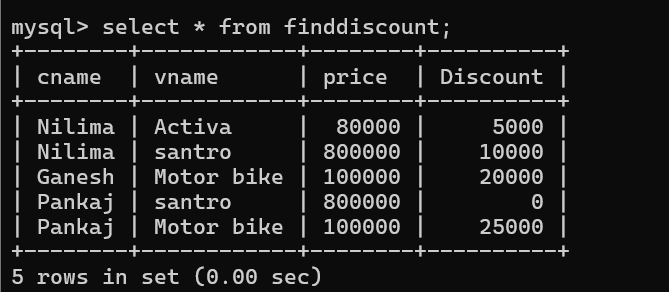 mysql> select * from finddiscount;
+--------+------------+--------+----------+
| cname  | vname      | price  | Discount |
+--------+------------+--------+----------+
| Nilima | Activa     |  80000 |     5000 |
| Nilima | santro     | 800000 |    10000 |
| Ganesh | Motor bike | 100000 |    20000 |
| Pankaj | santro     | 800000 |        0 |
| Pankaj | Motor bike | 100000 |    25000 |
+--------+------------+--------+----------+
5 rows in set (0.00 sec)